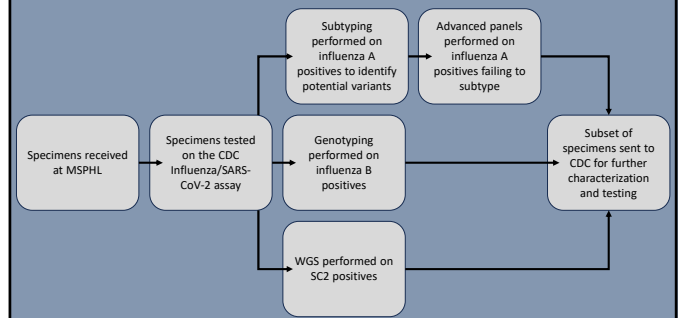 Subtyping
performed on
influenza A
positives to identify
potential variants
Advanced panels
performed on
influenza A
positives failing to
subtype
Specimens received
at MSPHL
Specimens tested
on the CDC
Influenza/SARS-
CoV-2 assay
Genotyping
performed on
influenza B
positives
Subset of
specimens sent to
CDC for further
characterization
and testing
WGS performed on
SC2 positives